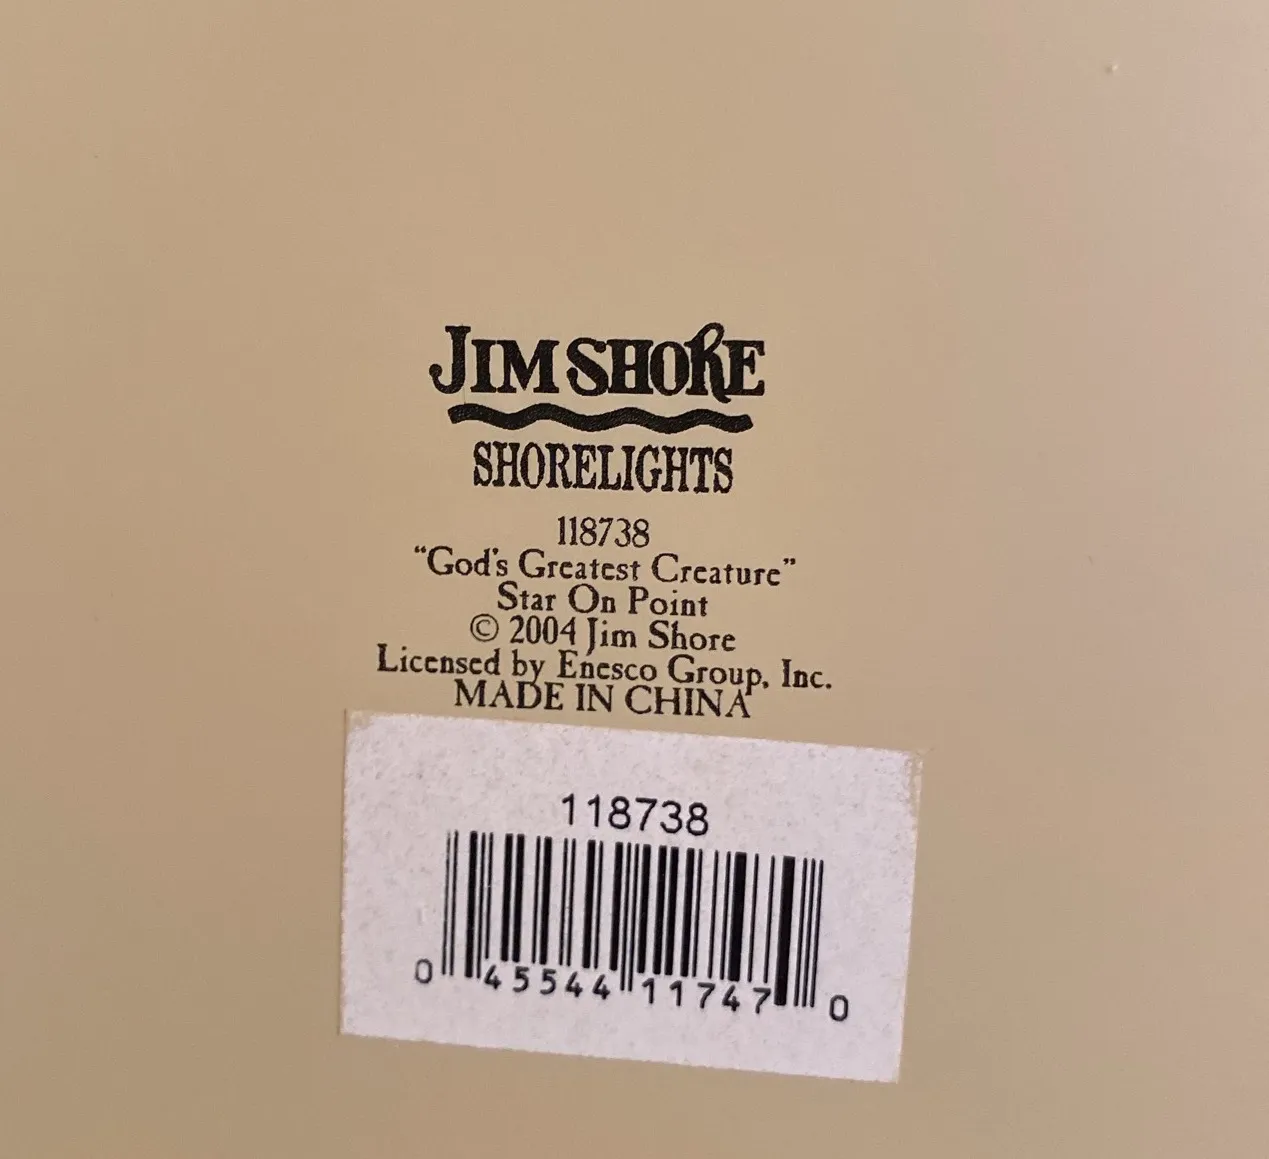 JIM SHORE
SHORELIGHTS
118738
“God's Greatest Creature”
Star On Point
© 2004 Jim Shore
Licensed by Enesco Group, Inc.
MADE IN CHINA
118738
0 45544 11747 0